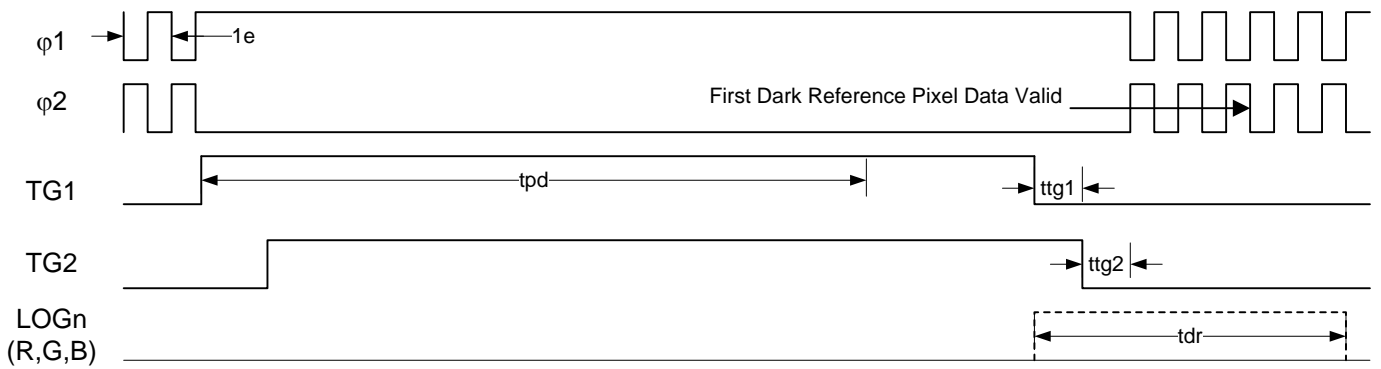 φ1
1e
φ2
First Dark Reference Pixel Data Valid
TG1
tpd
ttg1
TG2
ttg2
LOGn
(R,G,B)
tdr